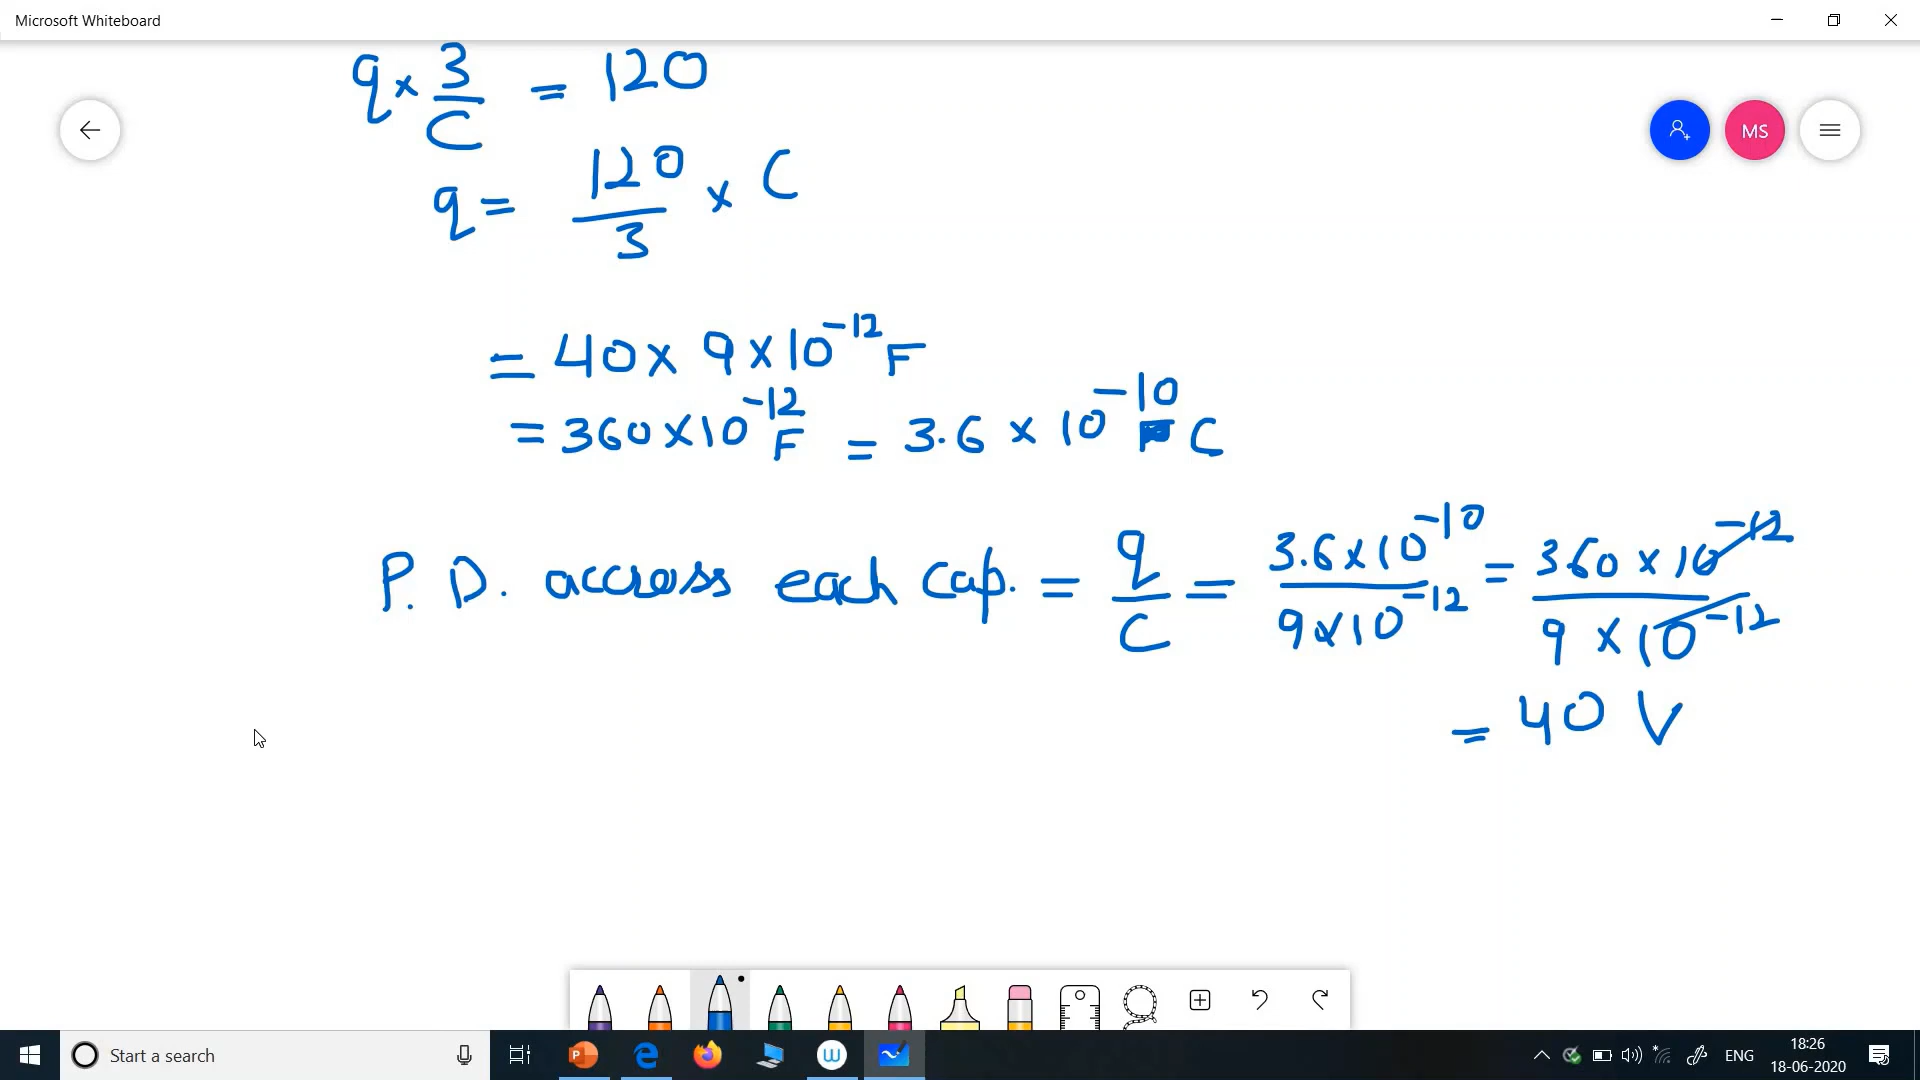 Microsoft Whiteboard
q × 3/C = 120
q = 120/3 × C
= 40 × 9 × 10^-12 F
= 360 × 10^-12 F = 3.6 × 10^-10 C
P. D. accross each cap. = q/C = 3.6 × 10^-10 / 9 × 10^-12 = 360 × 10^-12 / 9 × 10^-12
= 40 V
MS
Start a search
ENG
18:26
18-06-2020